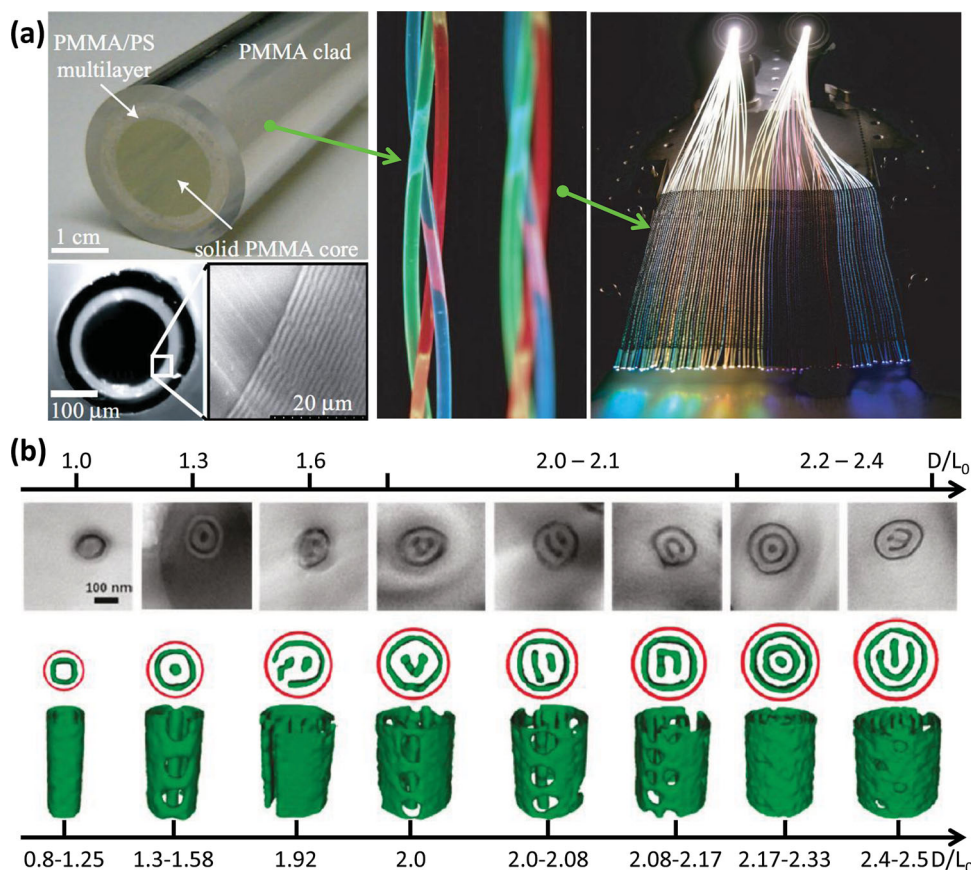 (a)
PMMA/PS
multilayer
PMMA clad
solid PMMA core
1 cm
100 µm
20 µm
(b)
1.0
1.3
1.6
2.0 – 2.1
2.2 – 2.4
D/L₀
100 nm
0.8-1.25
1.3-1.58
1.92
2.0
2.0-2.08
2.08-2.17
2.17-2.33
2.4-2.5
D/L₀